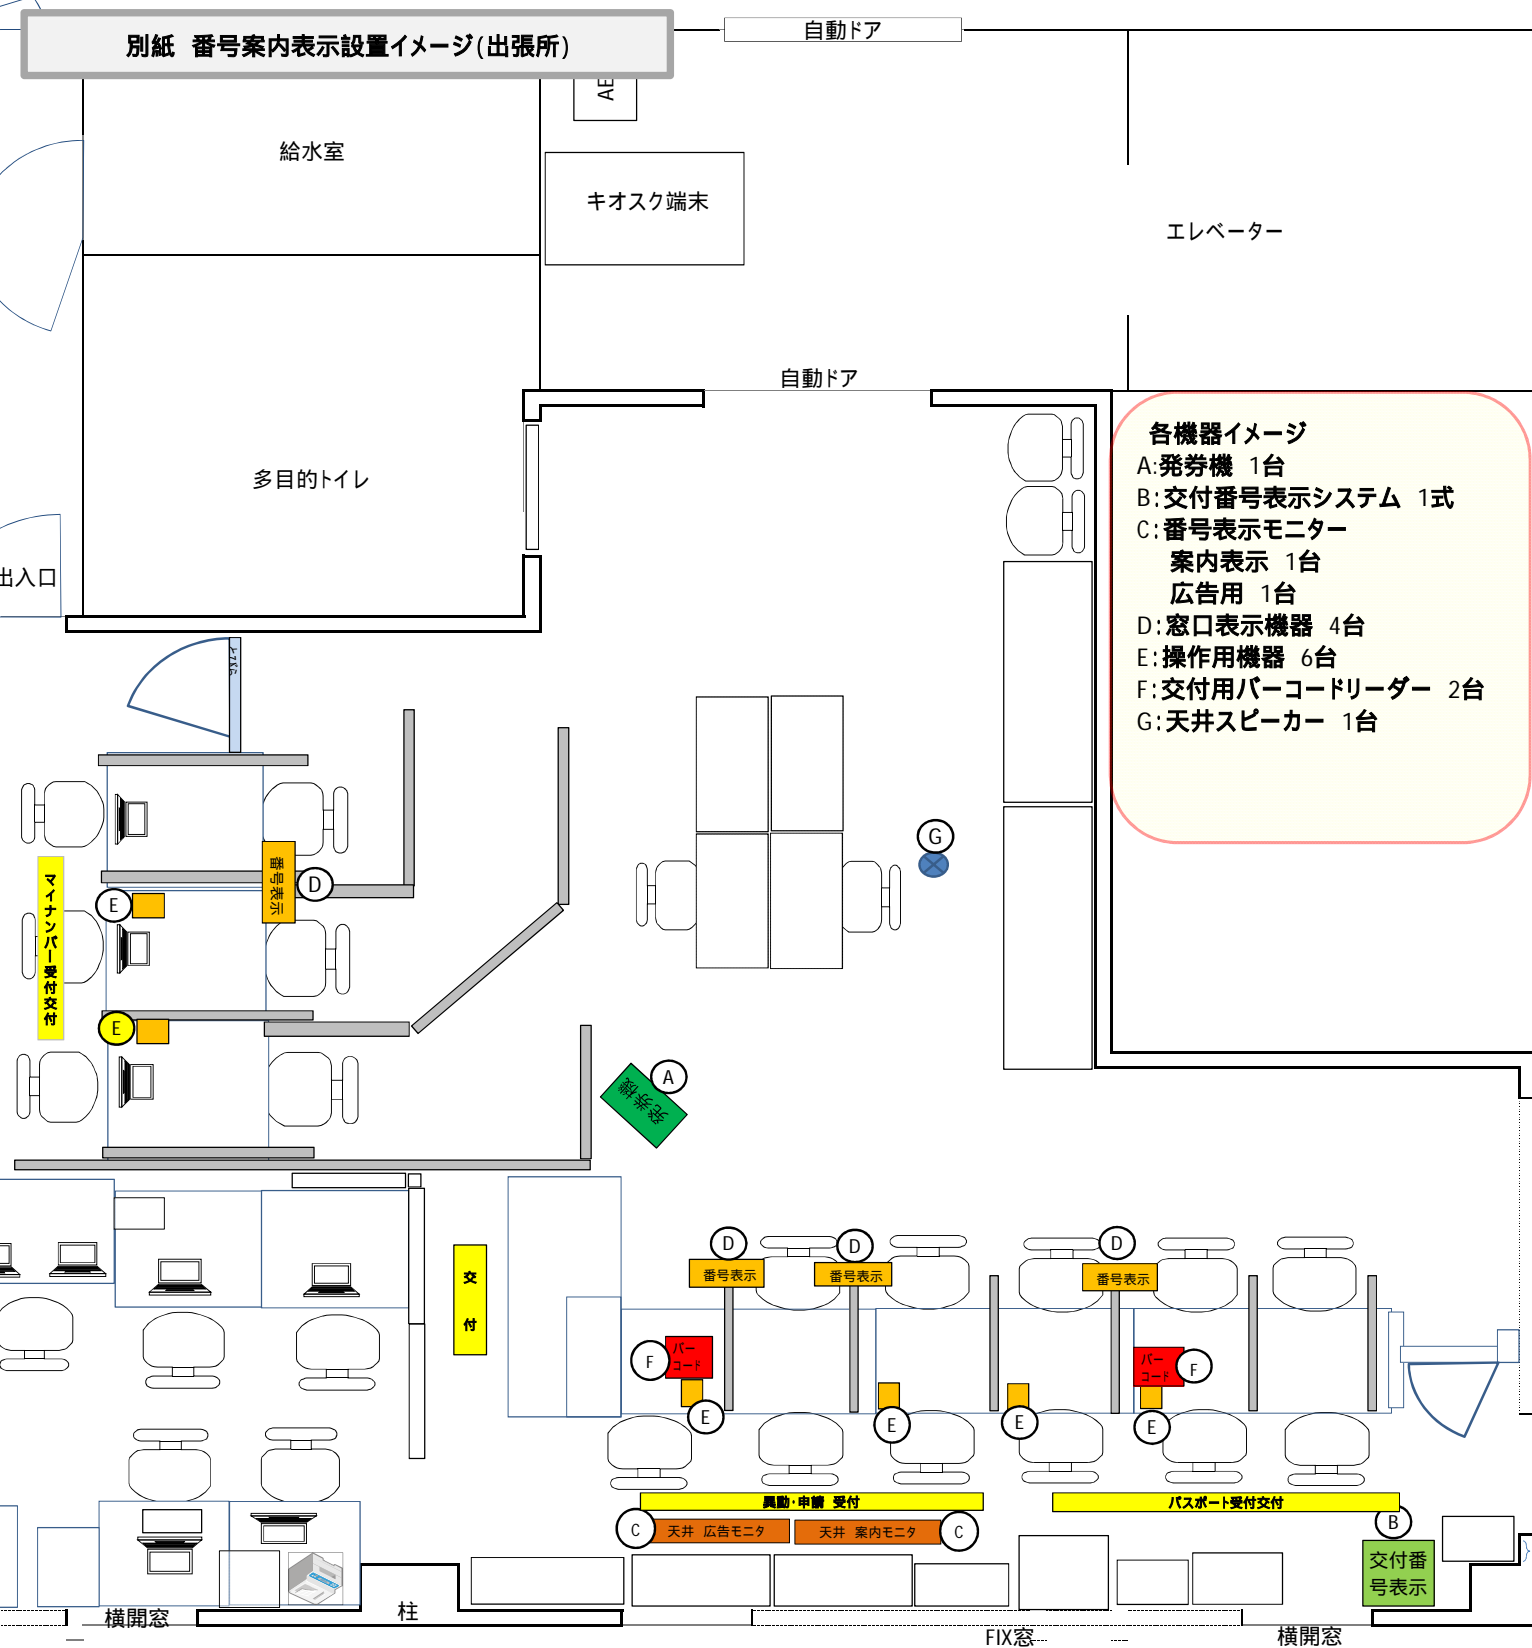 別紙　番号案内表示設置イメージ(出張所)
自動ドア
給水室
キオスク端末
エレベーター
自動ドア
多目的トイレ
出入口
各機器イメージ
A:発券機　1台
B:交付番号表示システム　1式
C:番号表示モニター
案内表示　1台
広告用　1台
D:窓口表示機器　4台
E:操作用機器　6台
F:交付用バーコードリーダー　2台
G:天井スピーカー　1台
G
番号表示
D
E
マイナンバー受付交付
E
A
発券機
D
D
D
番号表示
番号表示
番号表示
交付
F
バーコード
バーコード
F
E
E
E
E
異動・申請　受付
パスポート受付交付
C
天井　広告モニタ
天井　案内モニタ
C
B
交付番
号表示
柱
横開窓
FIX窓
横開窓